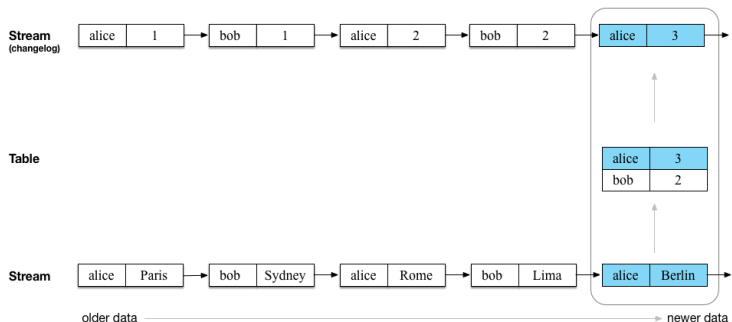 Stream alice 1 bob 1 alice 2 bob 2 alice 3
(changelog)
Table alice 3
bob 2
Stream alice Paris bob Sydney alice Rome bob Lima alice Berlin
older data newer data